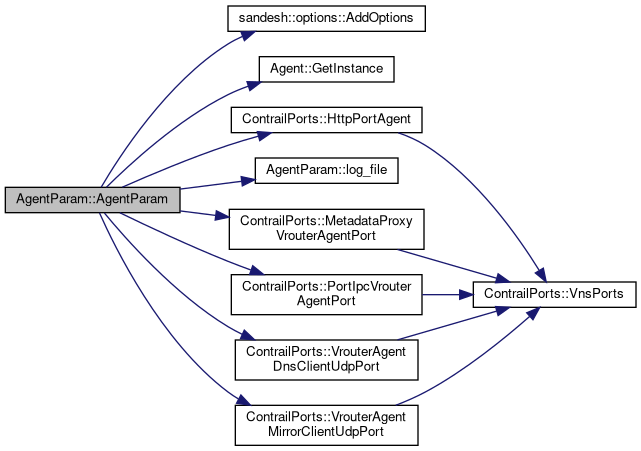 sandesh::options::AddOptions
Agent::GetInstance
ContrailPorts::HttpPortAgent
AgentParam::log_file
AgentParam::AgentParam
ContrailPorts::MetadataProxy
VrouterAgentPort
ContrailPorts::PortIpcVrouter
AgentPort
ContrailPorts::VnsPorts
ContrailPorts::VrouterAgent
DnsClientUdpPort
ContrailPorts::VrouterAgent
MirrorClientUdpPort